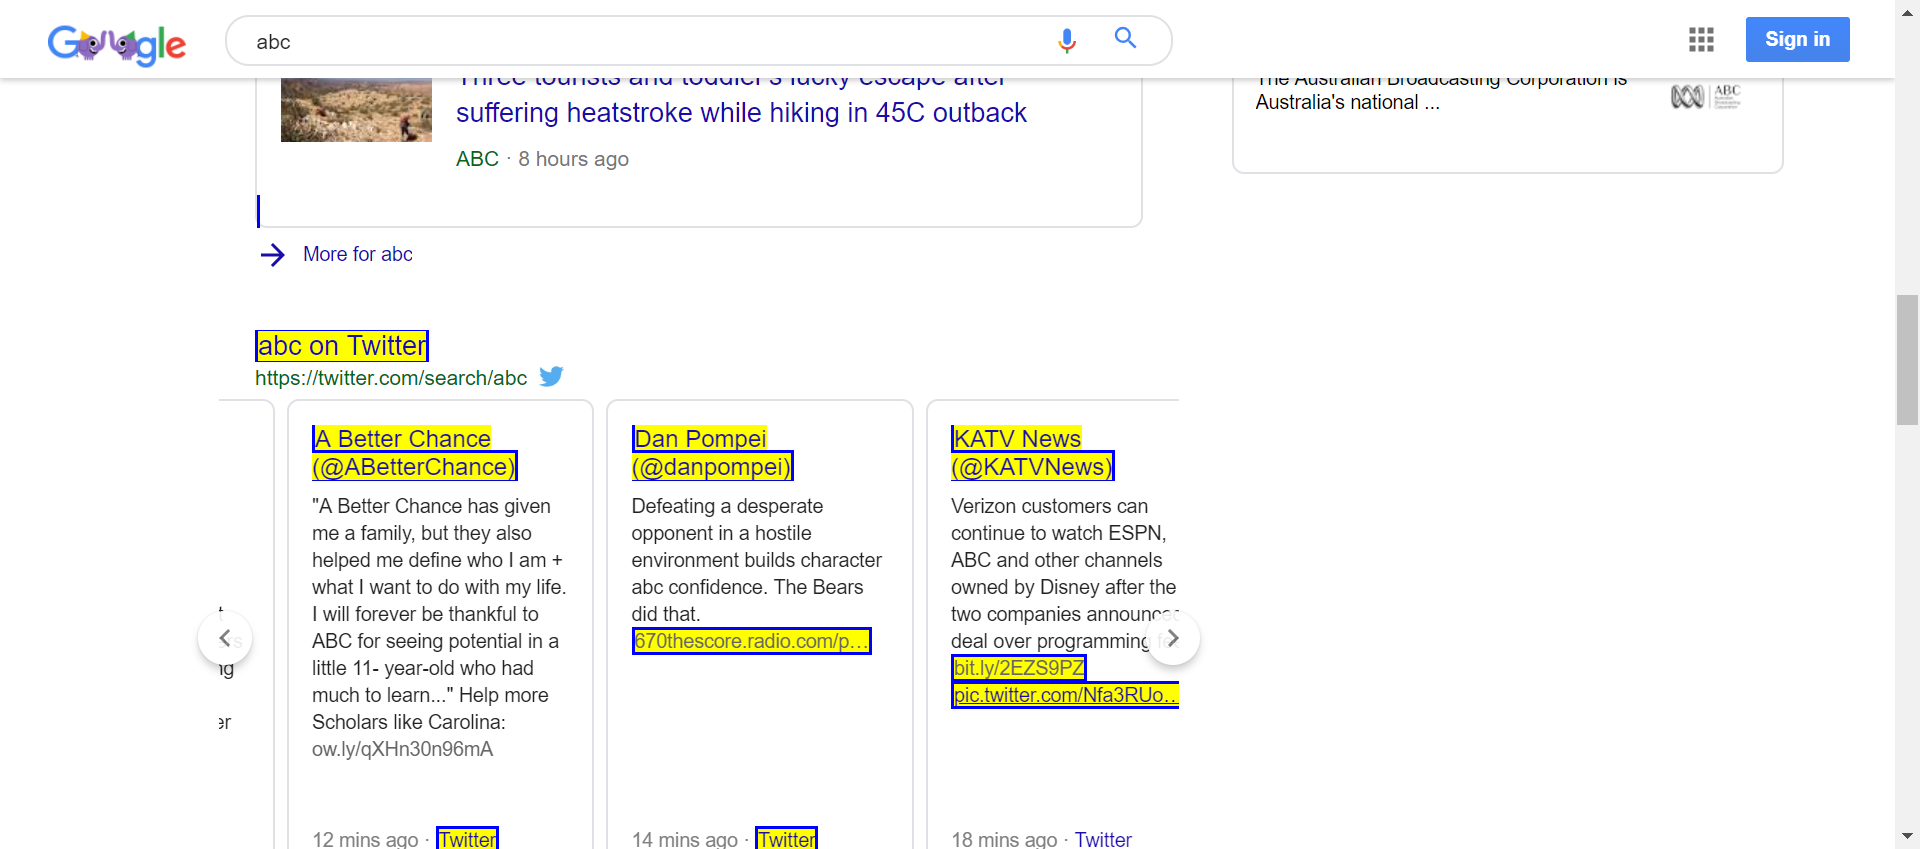 Google
abc
Sign in
Three tourists and toddler's lucky escape after
suffering heatstroke while hiking in 45C outback
ABC · 8 hours ago
The Australian Broadcasting Corporation is
Australia's national ...
ABC
More for abc
abc on Twitter
https://twitter.com/search/abc
A Better Chance
(@ABetterChance)
"A Better Chance has given
me a family, but they also
helped me define who I am +
what I want to do with my life.
I will forever be thankful to
ABC for seeing potential in a
little 11- year-old who had
much to learn..." Help more
Scholars like Carolina:
ow.ly/qXHn30n96mA
12 mins ago · Twitter
Dan Pompei
(@danpompei)
Defeating a desperate
opponent in a hostile
environment builds character
abc confidence. The Bears
did that.
670thescore.radio.com/p…
14 mins ago · Twitter
KATV News
(@KATVNews)
Verizon customers can
continue to watch ESPN,
ABC and other channels
owned by Disney after the
two companies announced
deal over programming
bit.ly/2EZS9PZ
pic.twitter.com/Nfa3RUo…
18 mins ago · Twitter